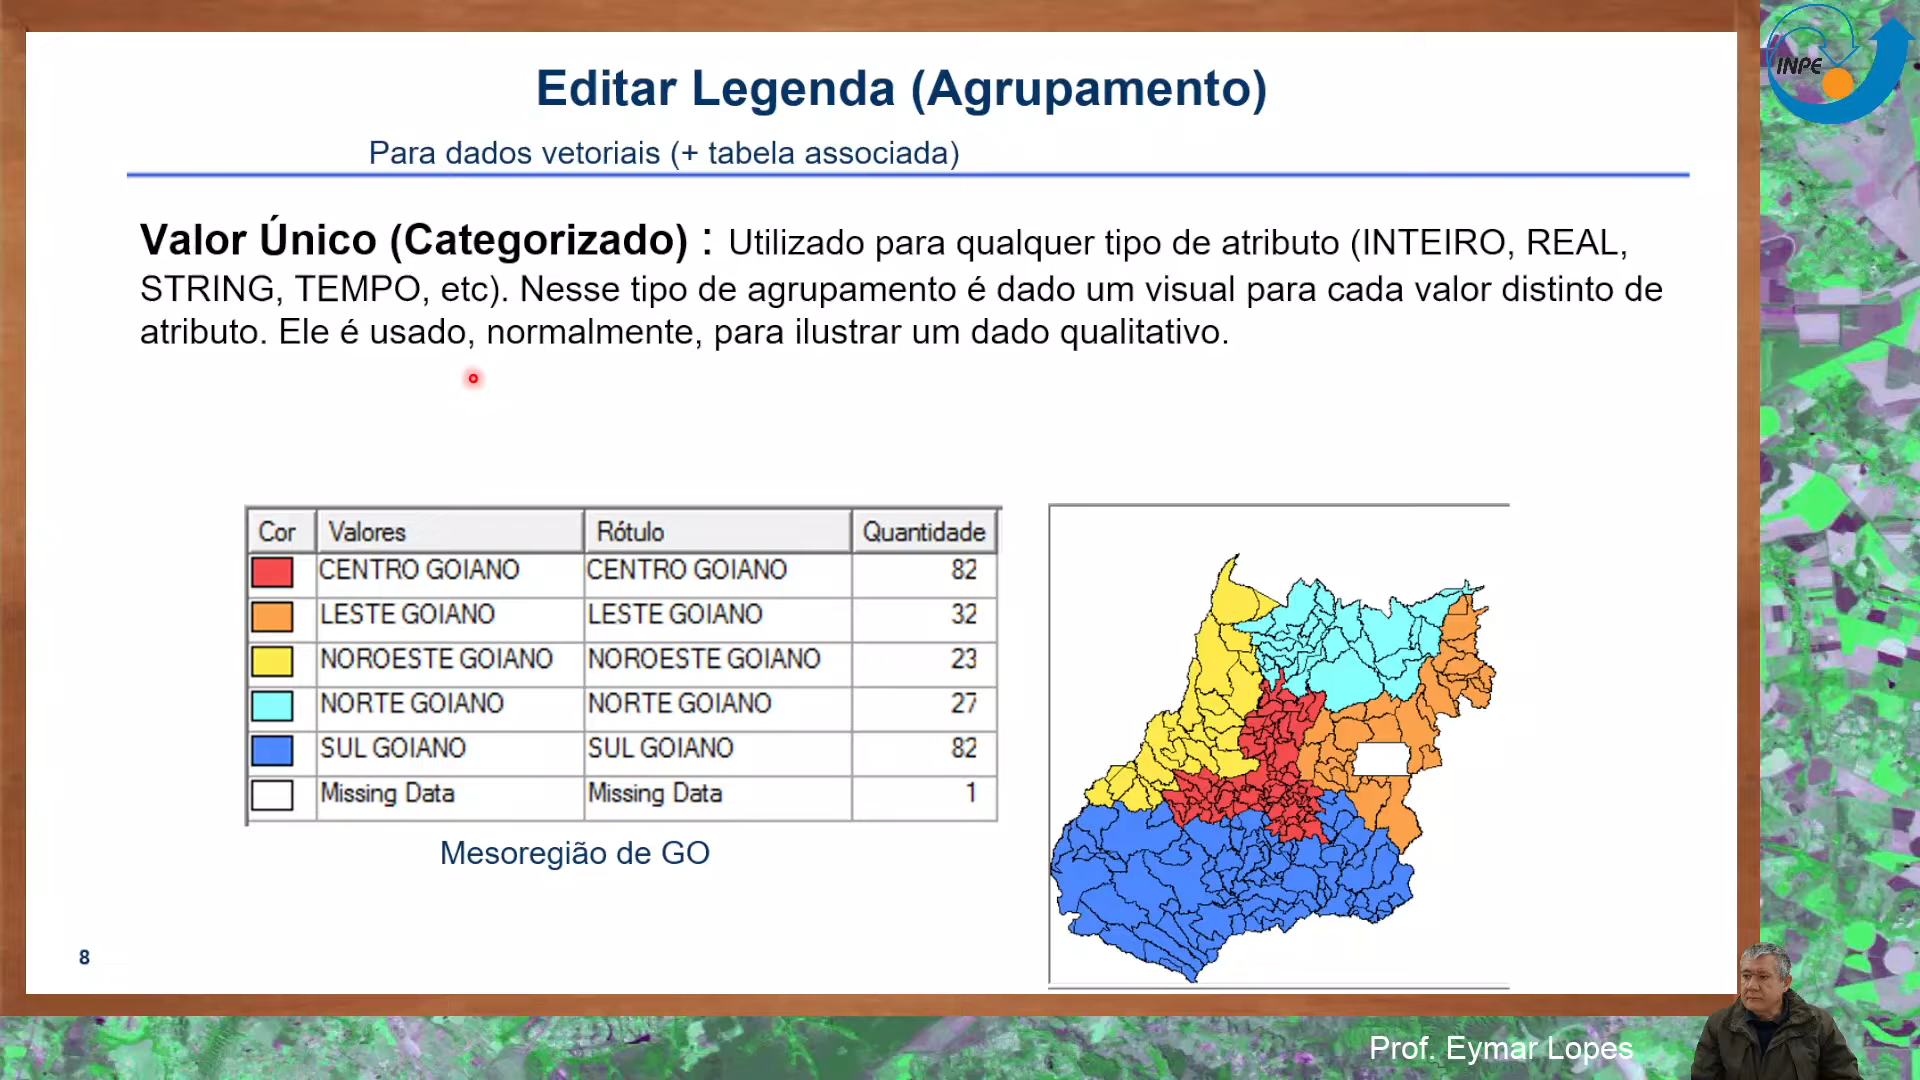 INPE
Editar Legenda (Agrupamento)
Para dados vetoriais (+ tabela associada)
Valor Único (Categorizado) : Utilizado para qualquer tipo de atributo (INTEIRO, REAL,
STRING, TEMPO, etc). Nesse tipo de agrupamento é dado um visual para cada valor distinto de
atributo. Ele é usado, normalmente, para ilustrar um dado qualitativo.
Cor Valores Rótulo Quantidade
CENTRO GOIANO CENTRO GOIANO 82
LESTE GOIANO LESTE GOIANO 32
NOROESTE GOIANO NOROESTE GOIANO 23
NORTE GOIANO NORTE GOIANO 27
SUL GOIANO SUL GOIANO 82
Missing Data Missing Data 1
Mesoregião de GO
8
Prof. Eymar Lopes